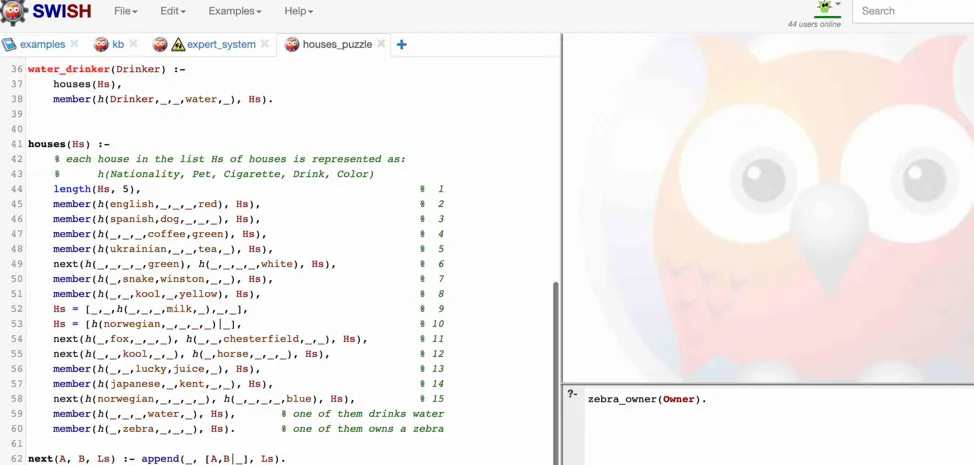 SWISH File Edit Examples Help 44 users online Search
examples kb expert_system houses_puzzle
36 water_drinker(Drinker) :-
37 houses(Hs),
38 member(h(Drinker,_,_,water,_), Hs).
39
40
41 houses(Hs) :-
42 % each house in the list Hs of houses is represented as:
43 % h(Nationality, Pet, Cigarette, Drink, Color)
44 length(Hs, 5), % 1
45 member(h(english,_,_,_,red), Hs), % 2
46 member(h(spanish,dog,_,_,_), Hs), % 3
47 member(h(_,_,_,coffee,green), Hs), % 4
48 member(h(ukrainian,_,_,tea,_), Hs), % 5
49 next(h(_,_,_,_,green), h(_,_,_,_,white), Hs), % 6
50 member(h(_,snake,winston,_,_), Hs), % 7
51 member(h(_,_,kool,_,yellow), Hs), % 8
52 Hs = [_,_,h(_,_,_,milk,_),_,_], % 9
53 Hs = [h(norwegian,_,_,_,_)|_], % 10
54 next(h(_,fox,_,_,_), h(_,_,chesterfield,_,_), Hs), % 11
55 next(h(_,_,kool,_,_), h(_,horse,_,_,_), Hs), % 12
56 member(h(_,_,lucky,juice,_), Hs), % 13
57 member(h(japanese,_,kent,_,_), Hs), % 14
58 next(h(norwegian,_,_,_,_), h(_,_,_,_,blue), Hs), % 15
59 member(h(_,_,_,water,_), Hs), % one of them drinks water
60 member(h(_,zebra,_,_,_), Hs). % one of them owns a zebra
61
62 next(A, B, Ls) :- append(_, [A,B|_], Ls).
?- zebra_owner(Owner).